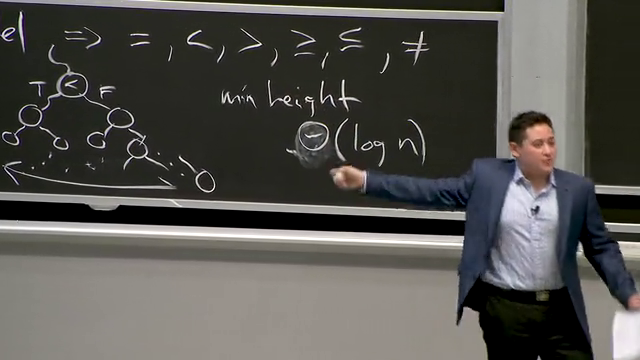 el ⇒ =, <, >, ≥, ≤, ≠
T < F
min height
Θ(log n)